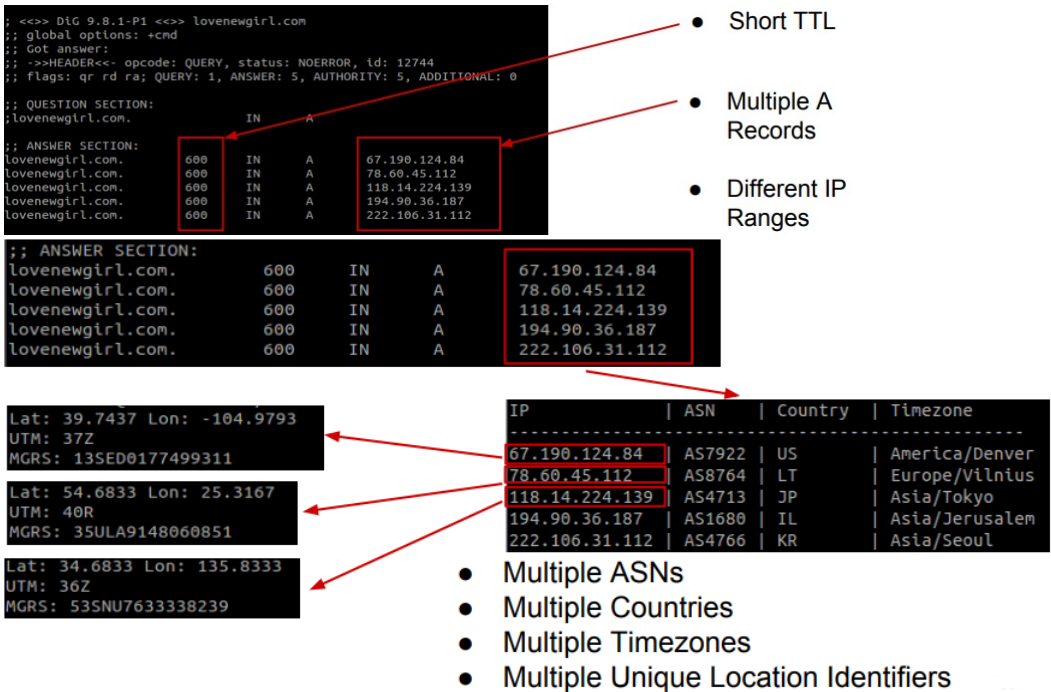 ; <<>> DiG 9.8.1-P1 <<>> lovenewgirl.com
;; global options: +cmd
;; Got answer:
;; ->>HEADER<<- opcode: QUERY, status: NOERROR, id: 12744
;; flags: qr rd ra; QUERY: 1, ANSWER: 5, AUTHORITY: 5, ADDITIONAL: 0
;; QUESTION SECTION:
;lovenewgirl.com. IN A
;; ANSWER SECTION:
lovenewgirl.com. 600 IN A 67.190.124.84
lovenewgirl.com. 600 IN A 78.60.45.112
lovenewgirl.com. 600 IN A 118.14.224.139
lovenewgirl.com. 600 IN A 194.90.36.187
lovenewgirl.com. 600 IN A 222.106.31.112
● Short TTL
● Multiple A
Records
● Different IP
Ranges
;; ANSWER SECTION:
lovenewgirl.com. 600 IN A 67.190.124.84
lovenewgirl.com. 600 IN A 78.60.45.112
lovenewgirl.com. 600 IN A 118.14.224.139
lovenewgirl.com. 600 IN A 194.90.36.187
lovenewgirl.com. 600 IN A 222.106.31.112
Lat: 39.7437 Lon: -104.9793
UTM: 37Z
MGRS: 13SED0177499311
Lat: 54.6833 Lon: 25.3167
UTM: 40R
MGRS: 35ULA9148060851
Lat: 34.6833 Lon: 135.8333
UTM: 36Z
MGRS: 53SNU7633338239
IP | ASN | Country | Timezone
--------------------------------------------------
67.190.124.84 | AS7922 | US | America/Denver
78.60.45.112 | AS8764 | LT | Europe/Vilnius
118.14.224.139 | AS4713 | JP | Asia/Tokyo
194.90.36.187 | AS1680 | IL | Asia/Jerusalem
222.106.31.112 | AS4766 | KR | Asia/Seoul
● Multiple ASNs
● Multiple Countries
● Multiple Timezones
● Multiple Unique Location Identifiers